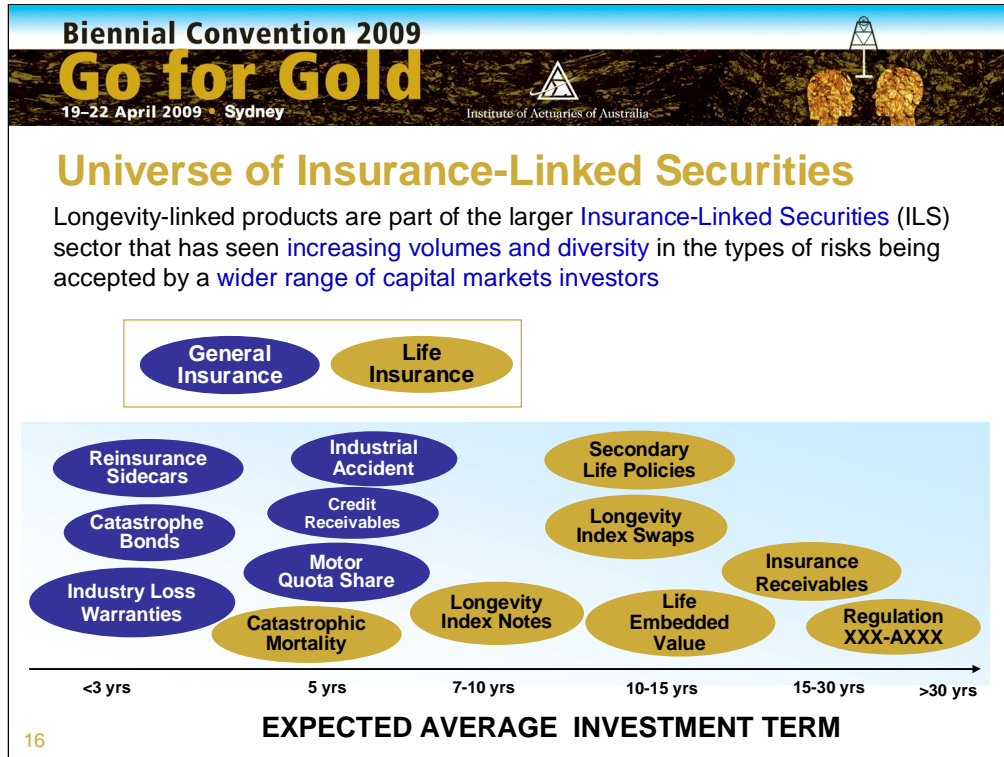 Biennial Convention 2009
Go for Gold
19–22 April 2009 • Sydney
Institute of Actuaries of Australia
Universe of Insurance-Linked Securities
Longevity-linked products are part of the larger Insurance-Linked Securities (ILS)
sector that has seen increasing volumes and diversity in the types of risks being
accepted by a wider range of capital markets investors
General
Insurance
Life
Insurance
Reinsurance
Sidecars
Industrial
Accident
Secondary
Life Policies
Catastrophe
Bonds
Credit
Receivables
Longevity
Index Swaps
Industry Loss
Warranties
Motor
Quota Share
Insurance
Receivables
Catastrophic
Mortality
Longevity
Index Notes
Life
Embedded
Value
Regulation
XXX-AXXX
<3 yrs
5 yrs
7-10 yrs
10-15 yrs
15-30 yrs
>30 yrs
EXPECTED AVERAGE INVESTMENT TERM
16